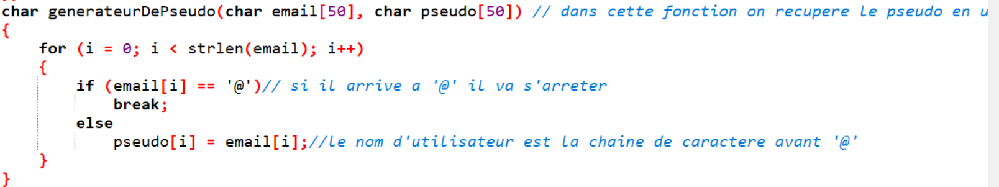 char generateurDePseudo(char email[50], char pseudo[50]) // dans cette fonction on recupere le pseudo en
{
for (i = 0; i < strlen(email); i++)
{
if (email[i] == '@')// si il arrive a '@' il va s'arreter
break;
else
pseudo[i] = email[i];//le nom d'utilisateur est la chaine de caractere avant '@'
}
}